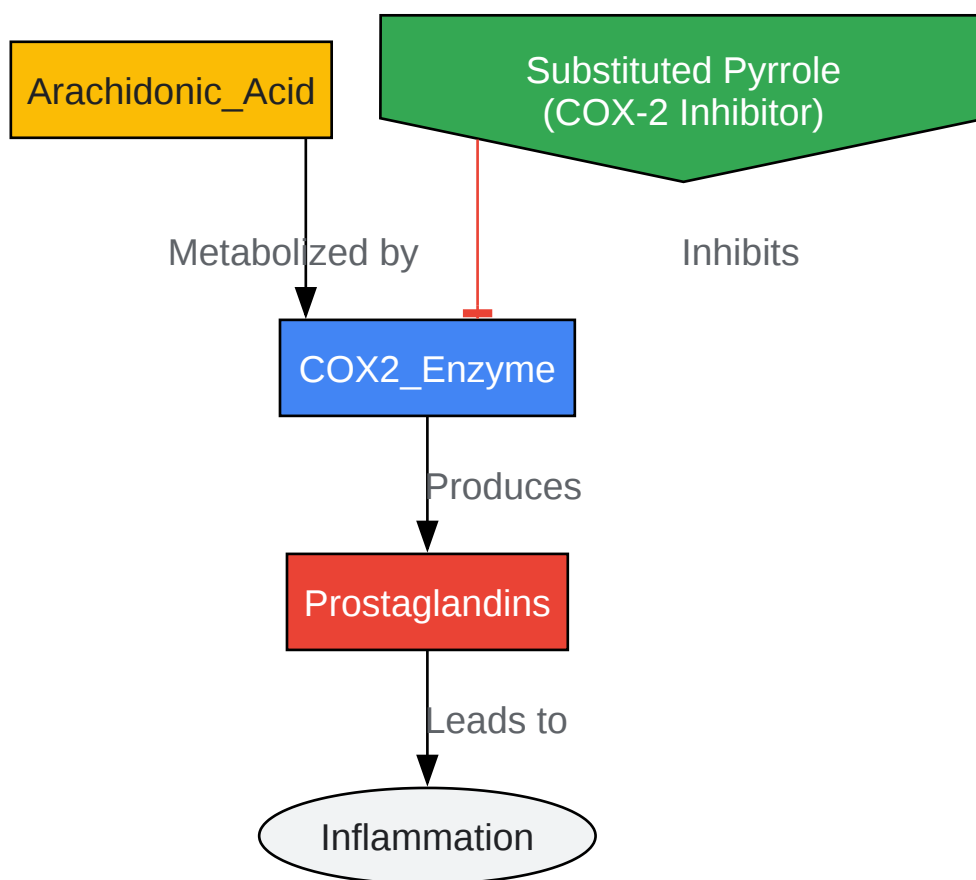 Arachidonic_Acid
Substituted Pyrrole
(COX-2 Inhibitor)
Metabolized by
Inhibits
COX2_Enzyme
Produces
Prostaglandins
Leads to
Inflammation